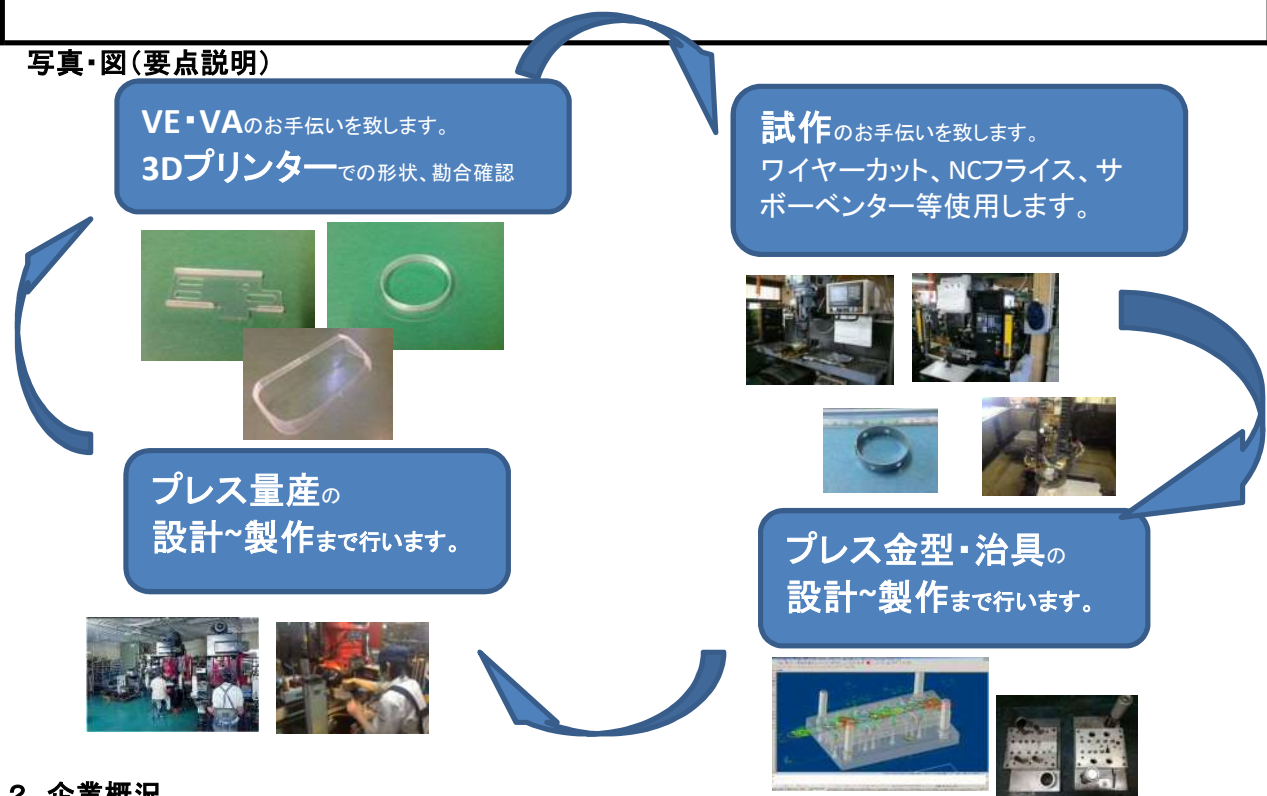 写真・図(要点説明)
VE・VAのお手伝いを致します。
3Dプリンターでの形状、勘合確認
試作のお手伝いを致します。
ワイヤーカット、NCフライス、サ
ボーベンター等使用します。
プレス金型・治具の
設計~製作まで行います。
プレス量産の
設計~製作まで行います。
2. 企業概況